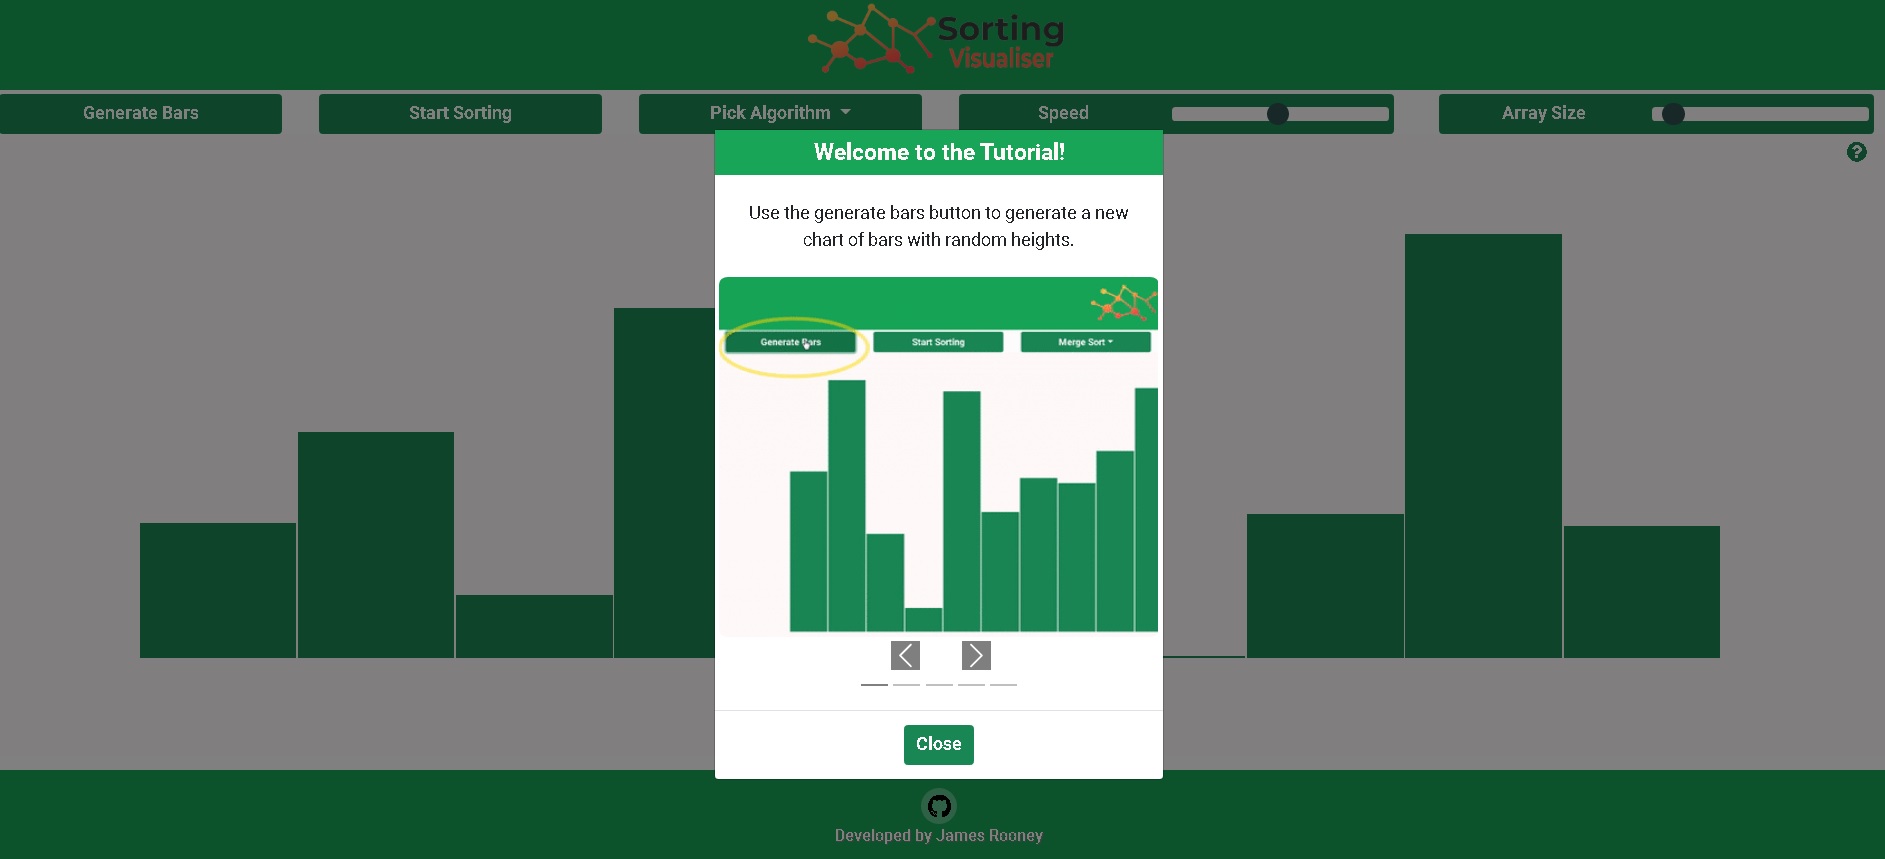 Sorting
Visualiser
Generate Bars
Start Sorting
Pick Algorithm
Speed
Array Size
Welcome to the Tutorial!
Use the generate bars button to generate a new
chart of bars with random heights.
Generate Bars
Start Sorting
Merge Sort
Close
Developed by James Rooney